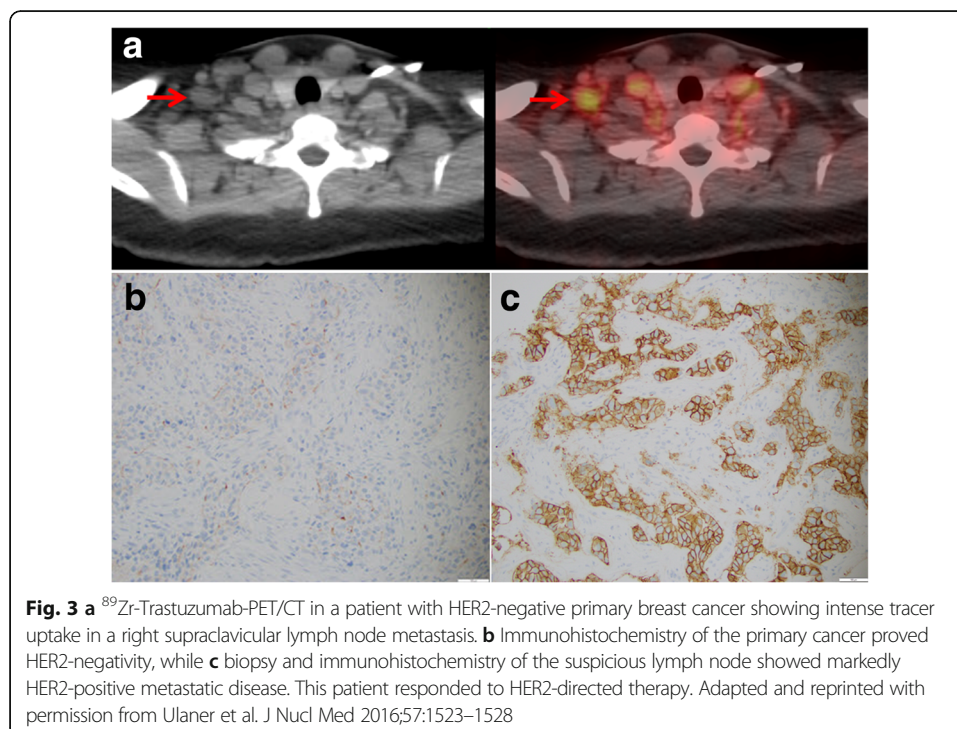 a
b
c
Fig. 3 a ⁸⁹Zr-Trastuzumab-PET/CT in a patient with HER2-negative primary breast cancer showing intense tracer
uptake in a right supraclavicular lymph node metastasis. b Immunohistochemistry of the primary cancer proved
HER2-negativity, while c biopsy and immunohistochemistry of the suspicious lymph node showed markedly
HER2-positive metastatic disease. This patient responded to HER2-directed therapy. Adapted and reprinted with
permission from Ulaner et al. J Nucl Med 2016;57:1523–1528